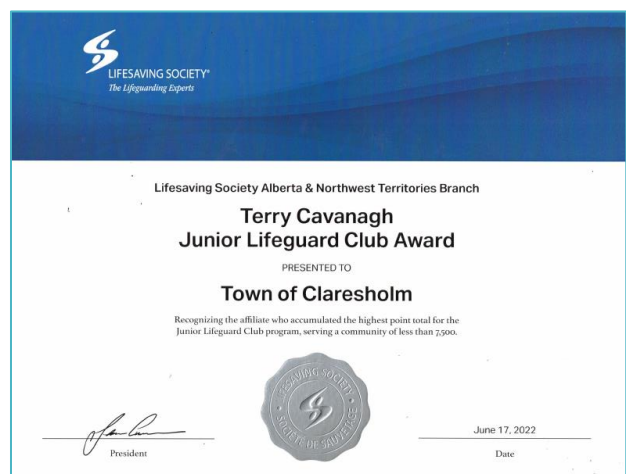 LIFESAVING SOCIETY®
The Lifeguarding Experts
Lifesaving Society Alberta & Northwest Territories Branch
Terry Cavanagh
Junior Lifeguard Club Award
PRESENTED TO
Town of Claresholm
Recognizing the affiliate who accumulated the highest point total for the
Junior Lifeguard Club program, serving a community of less than 7,500.
LIFESAVING SOCIETY
SOCIÉTÉ DE SAUVETAGE
June 17, 2022
President
Date